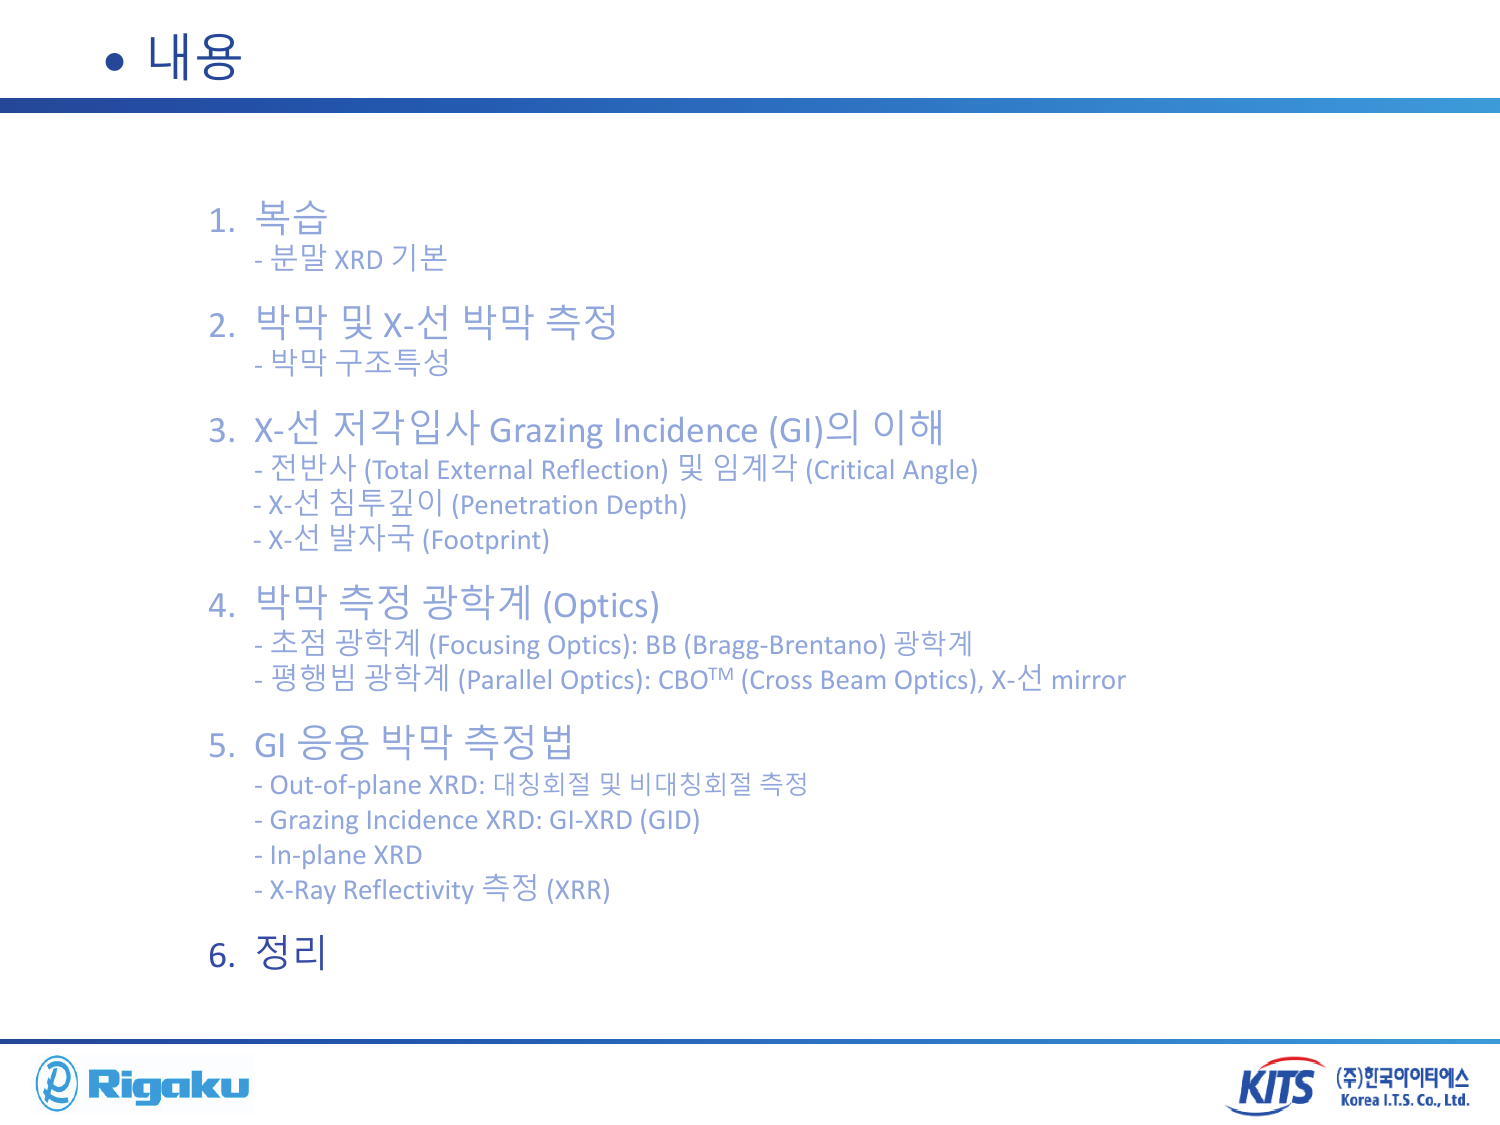 • 내용
1. 복습
- 분말 XRD 기본
2. 박막 및 X-선 박막 측정
- 박막 구조특성
3. X-선 저각입사 Grazing Incidence (GI)의 이해
- 전반사 (Total External Reflection) 및 임계각 (Critical Angle)
- X-선 침투깊이 (Penetration Depth)
- X-선 발자국 (Footprint)
4. 박막 측정 광학계 (Optics)
- 초점 광학계 (Focusing Optics): BB (Bragg-Brentano) 광학계
- 평행빔 광학계 (Parallel Optics): CBO™ (Cross Beam Optics), X-선 mirror
5. GI 응용 박막 측정법
- Out-of-plane XRD: 대칭회절 및 비대칭회절 측정
- Grazing Incidence XRD: GI-XRD (GID)
- In-plane XRD
- X-Ray Reflectivity 측정 (XRR)
6. 정리
Rigaku
KITS
(주)한국아이티에스
Korea I.T.S. Co., Ltd.